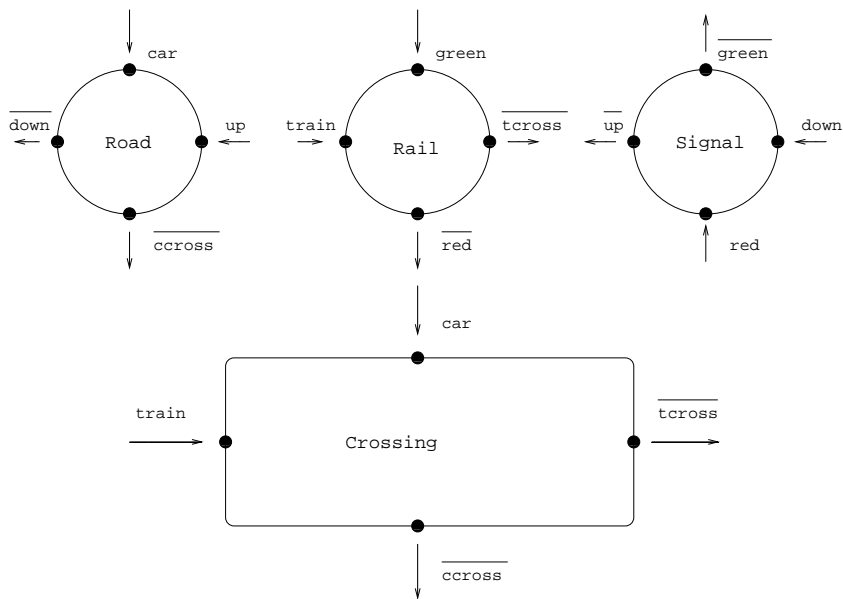 car
green
green
down
up
train
tcross
up
down
Road
Rail
Signal
ccross
red
red
car
train
tcross
Crossing
ccross